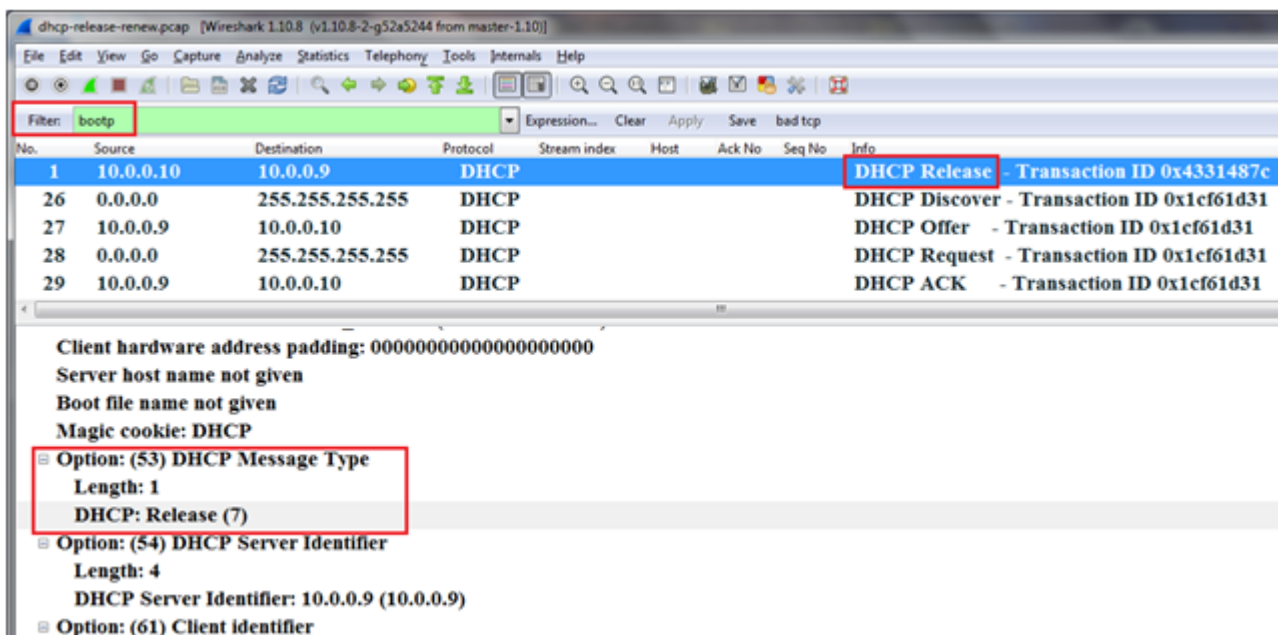 dhcp-release-renew.pcap [Wireshark 1.10.8 (v1.10.8-2-g52a5244 from master-1.10)]
File Edit View Go Capture Analyze Statistics Telephony Tools Internals Help
Filter: bootp Expression... Clear Apply Save bad tcp
No. Source Destination Protocol Stream index Host Ack No Seq No Info
1 10.0.0.10 10.0.0.9 DHCP DHCP Release - Transaction ID 0x4331487c
26 0.0.0.0 255.255.255.255 DHCP DHCP Discover - Transaction ID 0x1cf61d31
27 10.0.0.9 10.0.0.10 DHCP DHCP Offer - Transaction ID 0x1cf61d31
28 0.0.0.0 255.255.255.255 DHCP DHCP Request - Transaction ID 0x1cf61d31
29 10.0.0.9 10.0.0.10 DHCP DHCP ACK - Transaction ID 0x1cf61d31
Client hardware address padding: 00000000000000000000
Server host name not given
Boot file name not given
Magic cookie: DHCP
Option: (53) DHCP Message Type
Length: 1
DHCP: Release (7)
Option: (54) DHCP Server Identifier
Length: 4
DHCP Server Identifier: 10.0.0.9 (10.0.0.9)
Option: (61) Client identifier